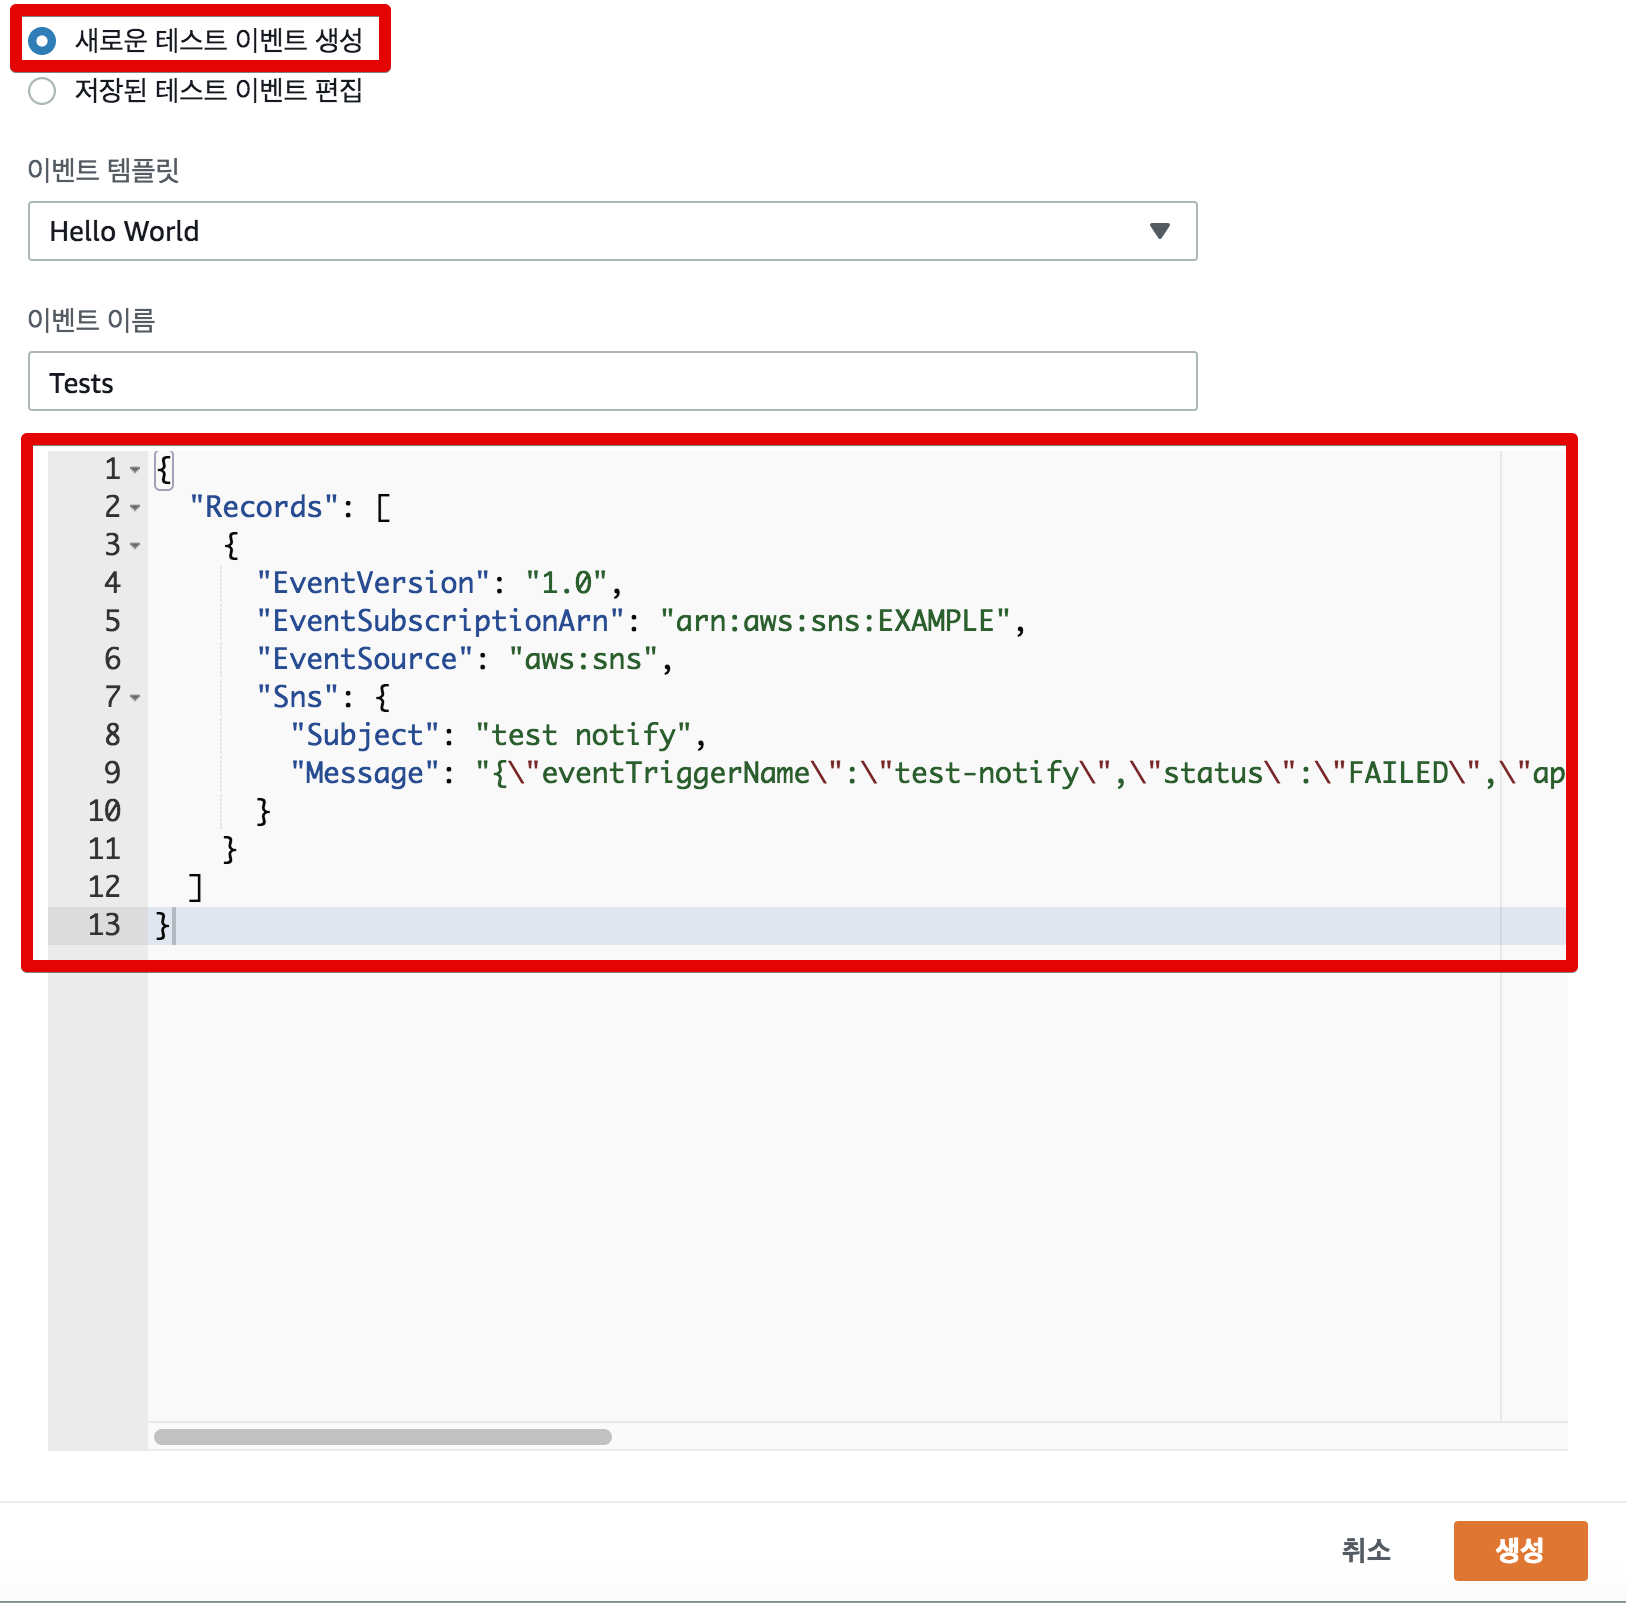 새로운 테스트 이벤트 생성
저장된 테스트 이벤트 편집
이벤트 템플릿
Hello World
이벤트 이름
Tests
1 {
2 "Records": [
3 {
4 "EventVersion": "1.0",
5 "EventSubscriptionArn": "arn:aws:sns:EXAMPLE",
6 "EventSource": "aws:sns",
7 "Sns": {
8 "Subject": "test notify",
9 "Message": "{\"eventTriggerName\":\"test-notify\",\"status\":\"FAILED\",\"ap
10 }
11 }
12 ]
13 }
취소 생성